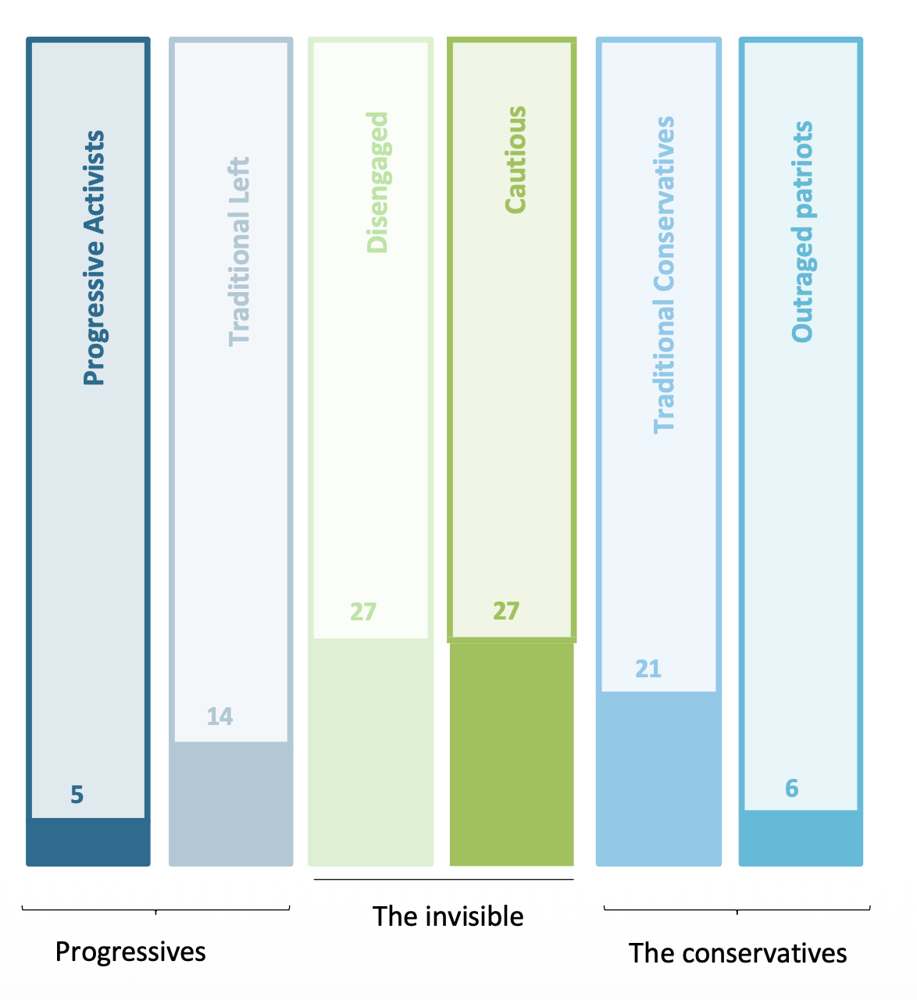 Progressive Activists
Traditional Left
Disengaged
Cautious
Traditional Conservatives
Outraged patriots
5
14
27
27
21
6
Progressives
The invisible
The conservatives